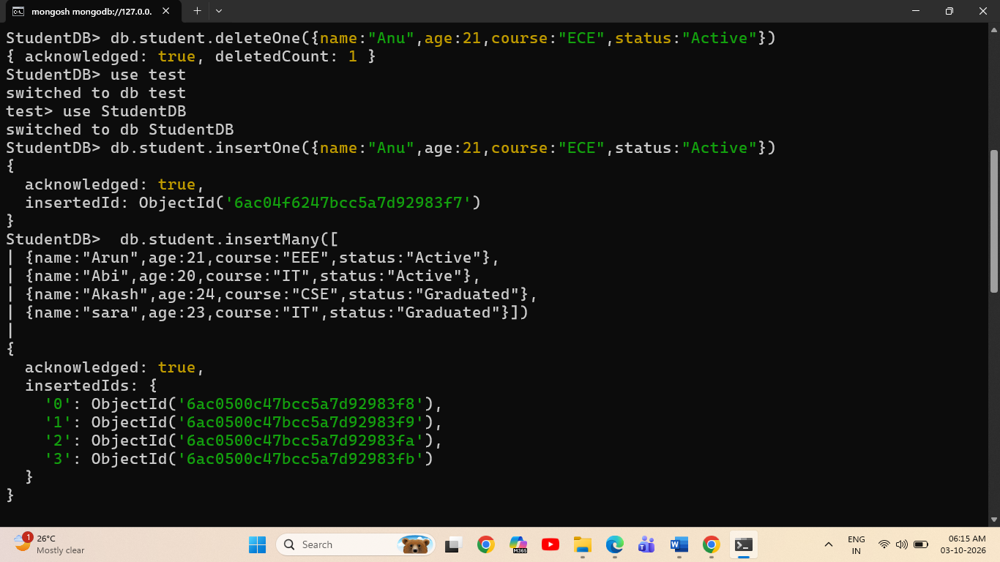 mongosh mongodb://127.0.0.
StudentDB> db.student.deleteOne({name:"Anu",age:21,course:"ECE",status:"Active"})
{ acknowledged: true, deletedCount: 1 }
StudentDB> use test
switched to db test
test> use StudentDB
switched to db StudentDB
StudentDB> db.student.insertOne({name:"Anu",age:21,course:"ECE",status:"Active"})
{
  acknowledged: true,
  insertedId: ObjectId('6ac04f6247bcc5a7d92983f7')
}
StudentDB>  db.student.insertMany([
| {name:"Arun",age:21,course:"EEE",status:"Active"},
| {name:"Abi",age:20,course:"IT",status:"Active"},
| {name:"Akash",age:24,course:"CSE",status:"Graduated"},
| {name:"sara",age:23,course:"IT",status:"Graduated"}])
|
{
  acknowledged: true,
  insertedIds: {
    '0': ObjectId('6ac0500c47bcc5a7d92983f8'),
    '1': ObjectId('6ac0500c47bcc5a7d92983f9'),
    '2': ObjectId('6ac0500c47bcc5a7d92983fa'),
    '3': ObjectId('6ac0500c47bcc5a7d92983fb')
  }
}
1
26°C
Mostly clear
Search
M365
ENG
IN
06:15 AM
03-10-2026